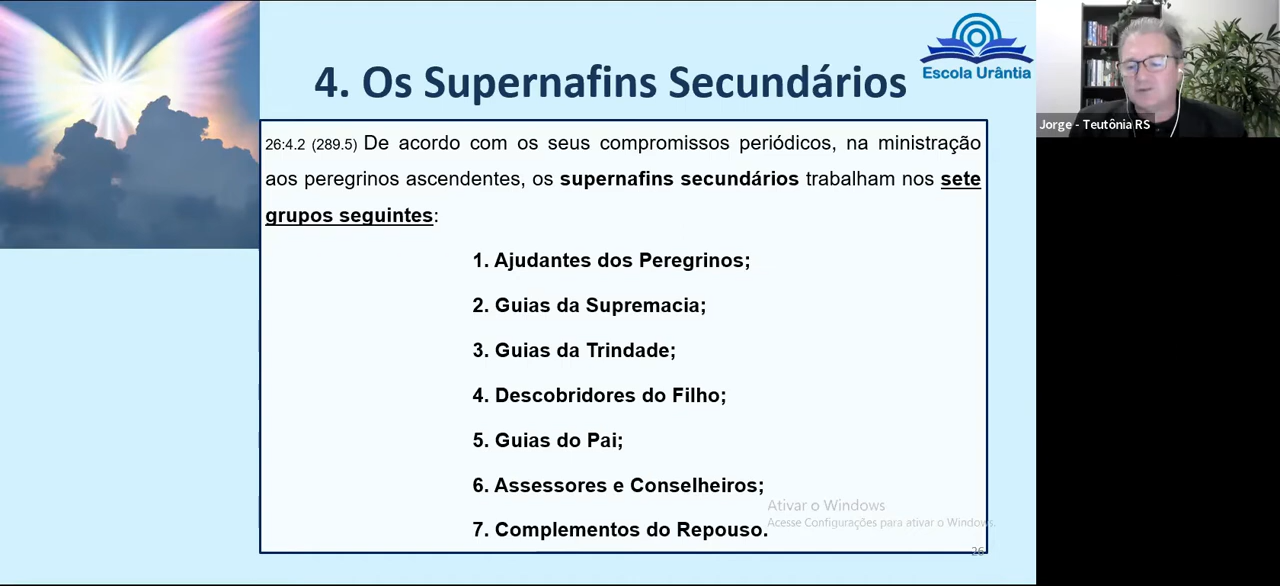 4. Os Supernafins Secundários
Escola Urântia
Jorge - Teutônia RS
26:4.2 (289.5) De acordo com os seus compromissos periódicos, na ministração
aos peregrinos ascendentes, os supernafins secundários trabalham nos sete
grupos seguintes:
1. Ajudantes dos Peregrinos;
2. Guias da Supremacia;
3. Guias da Trindade;
4. Descobridores do Filho;
5. Guias do Pai;
6. Assessores e Conselheiros;
7. Complementos do Repouso.
Ativar o Windows
Acesse Configurações para ativar o Windows.
26